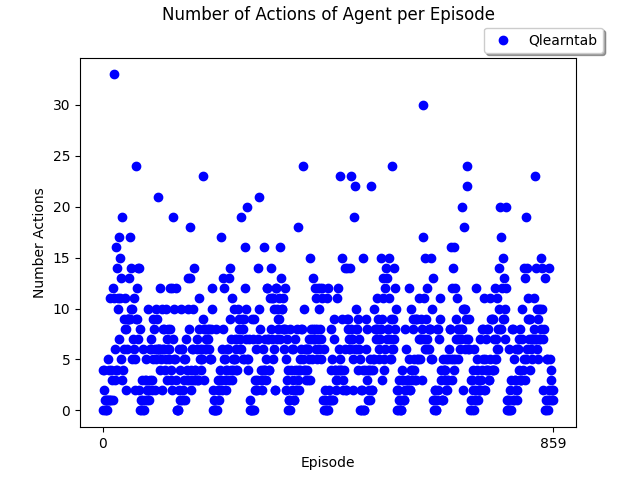 Number of Actions of Agent per Episode
Qlearntab
30
25
20
15
10
5
0
Number Actions
0 859
Episode